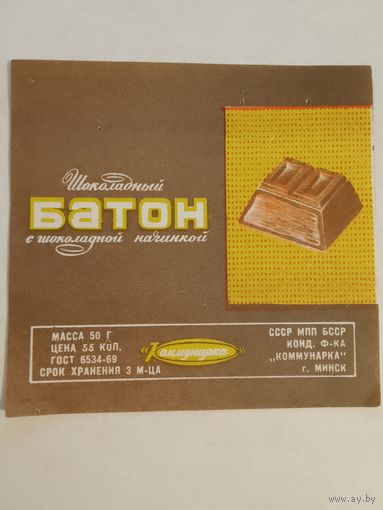 Шоколадный
БАТОН
с шоколадной начинкой
МАССА 50 Г
ЦЕНА 55 КОП.
ГОСТ 6534-69
СРОК ХРАНЕНИЯ 3 М-ЦА
«Коммунарка»
СССР МПП БССР
КОНД. Ф-КА
„КОММУНАРКА"
г. МИНСК
www.ay.by